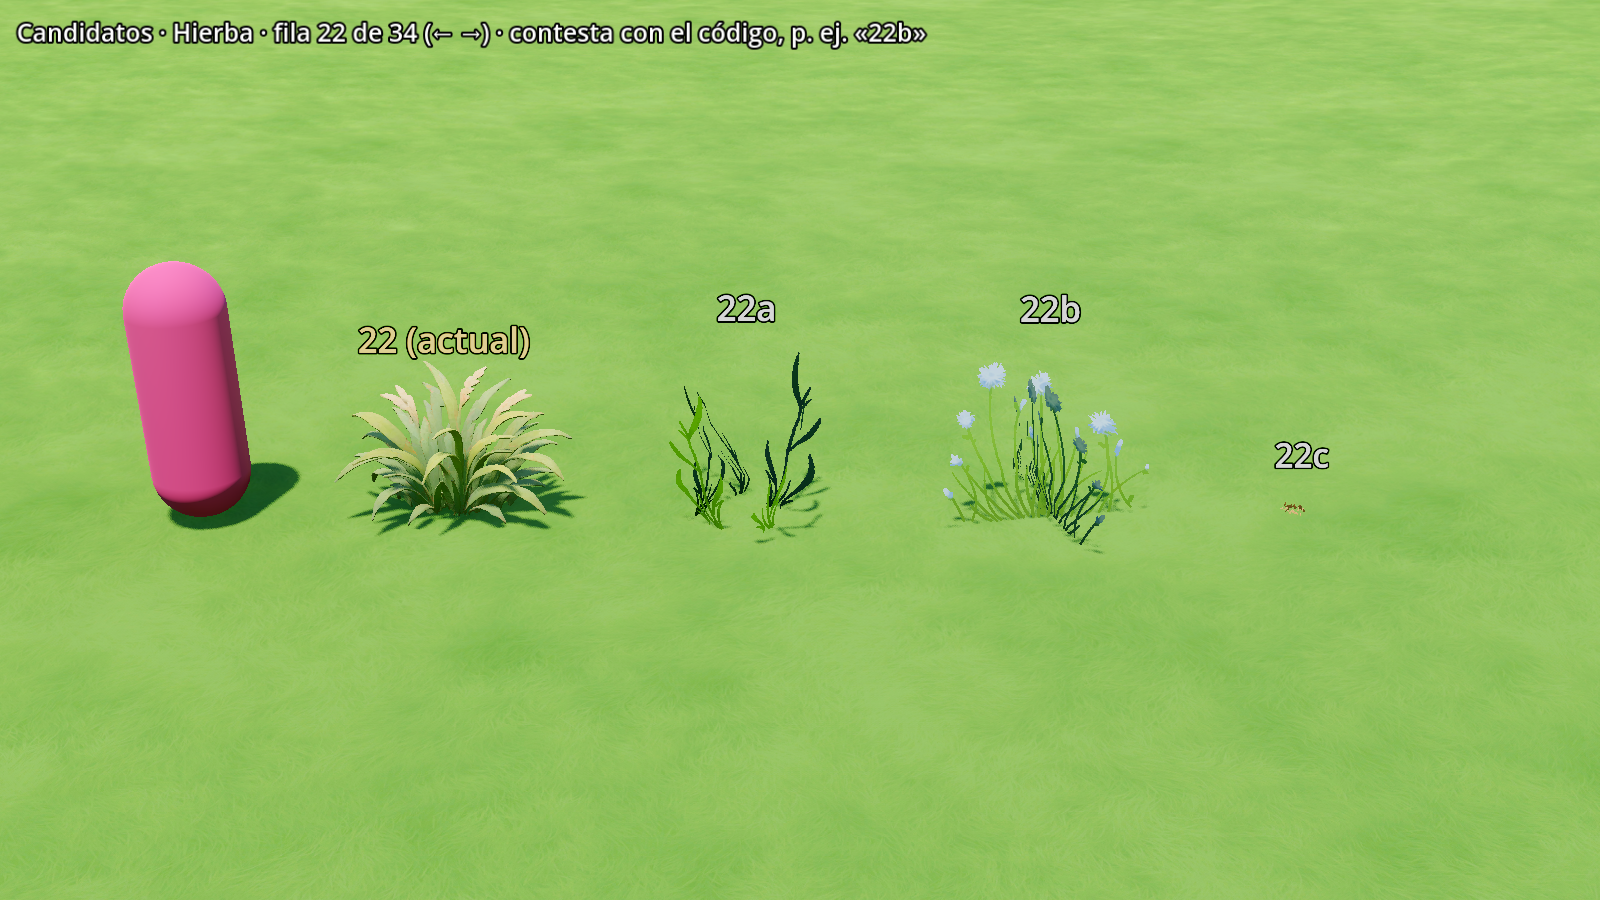 Candidatos · Hierba · fila 22 de 34 (← →) · contesta con el código, p. ej. «22b»
22a
22b
22 (actual)
22c